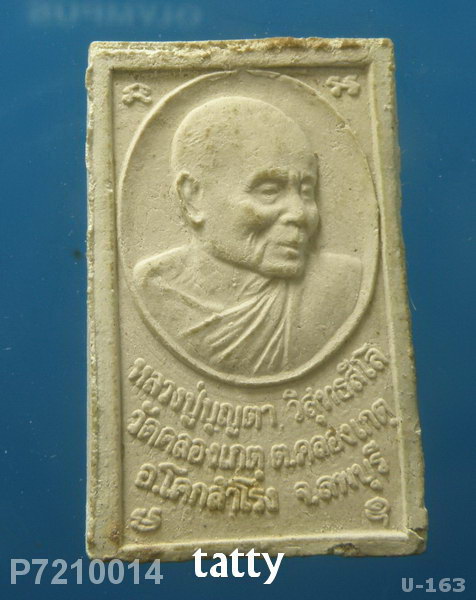 หลวงปู่บุญตา วิสุทธสีโล
วัดคลองเกตุ ต.คลองเกตุ
อ.โคกสำโรง จ.ลพบุรี
P7210014
tatty
U-163